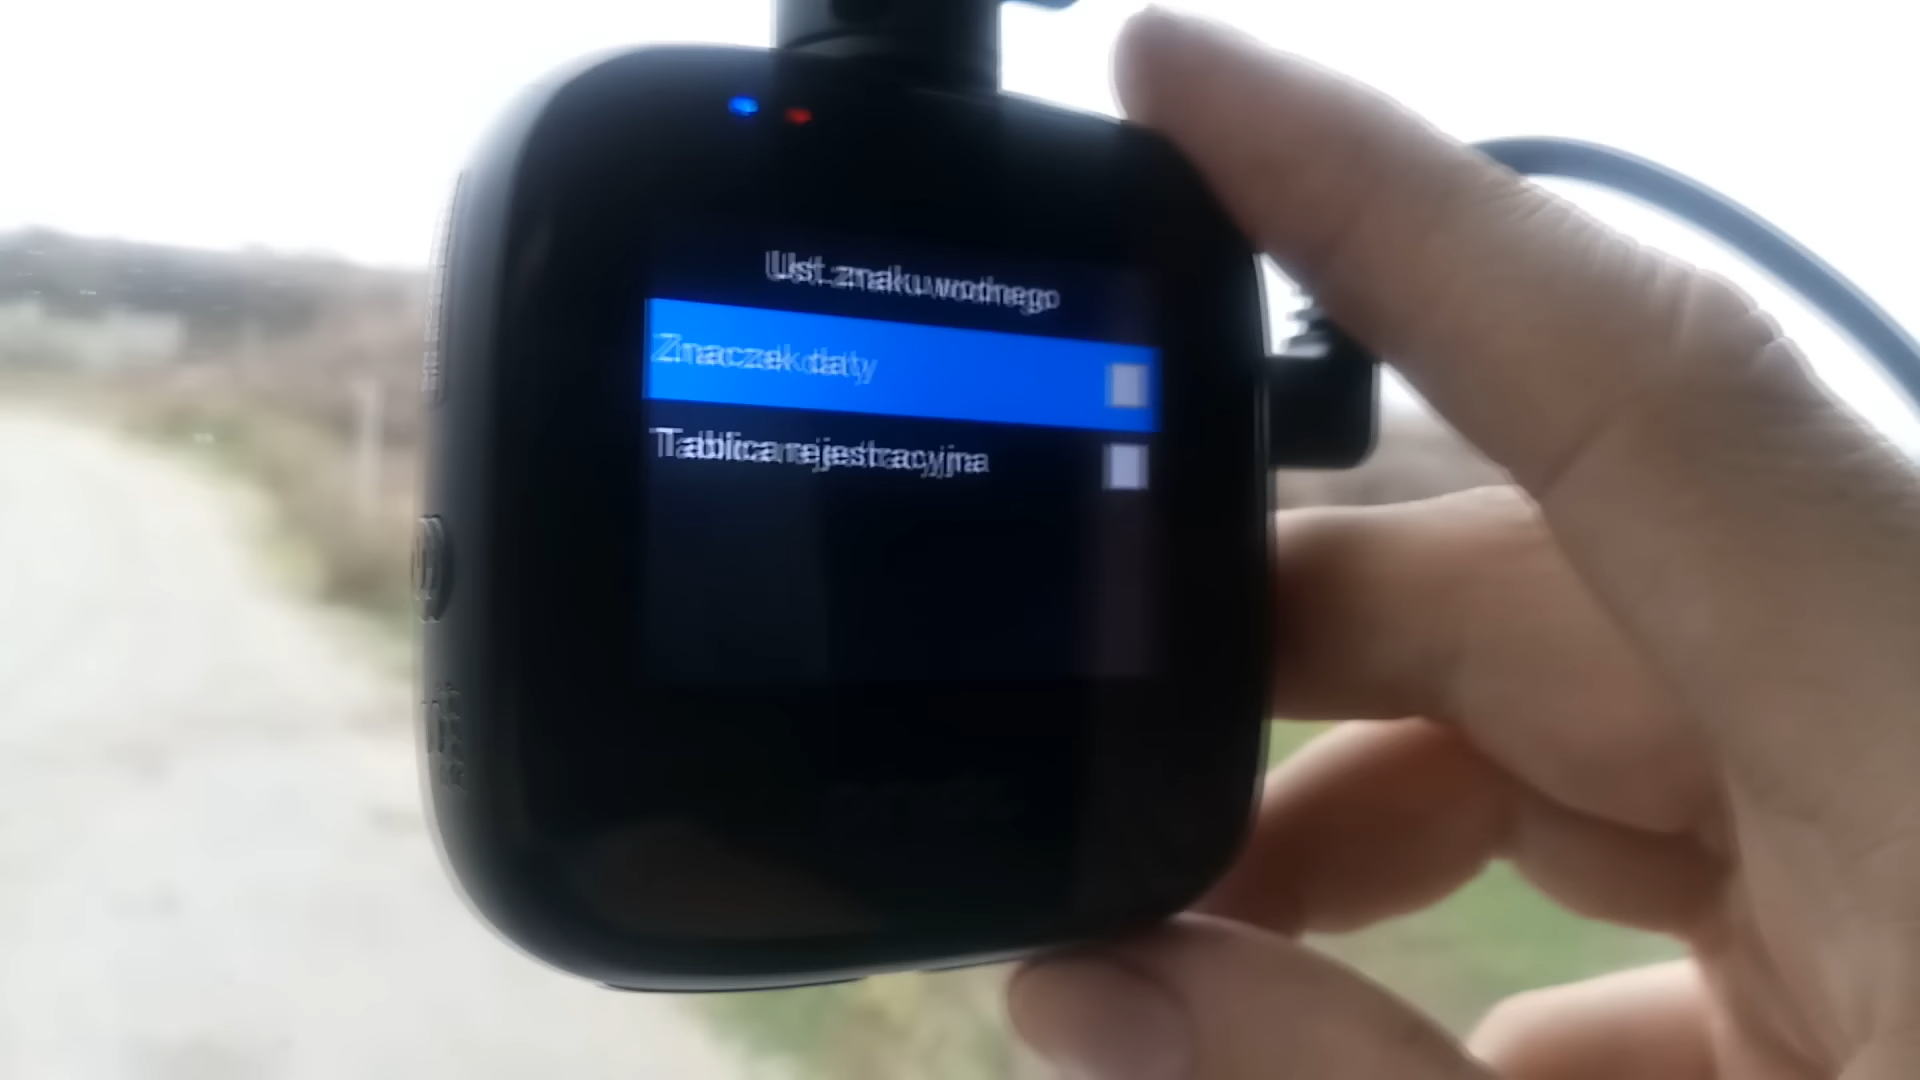 Ust. znaku wodnego
Znaczek daty
Tablica rejestracyjna